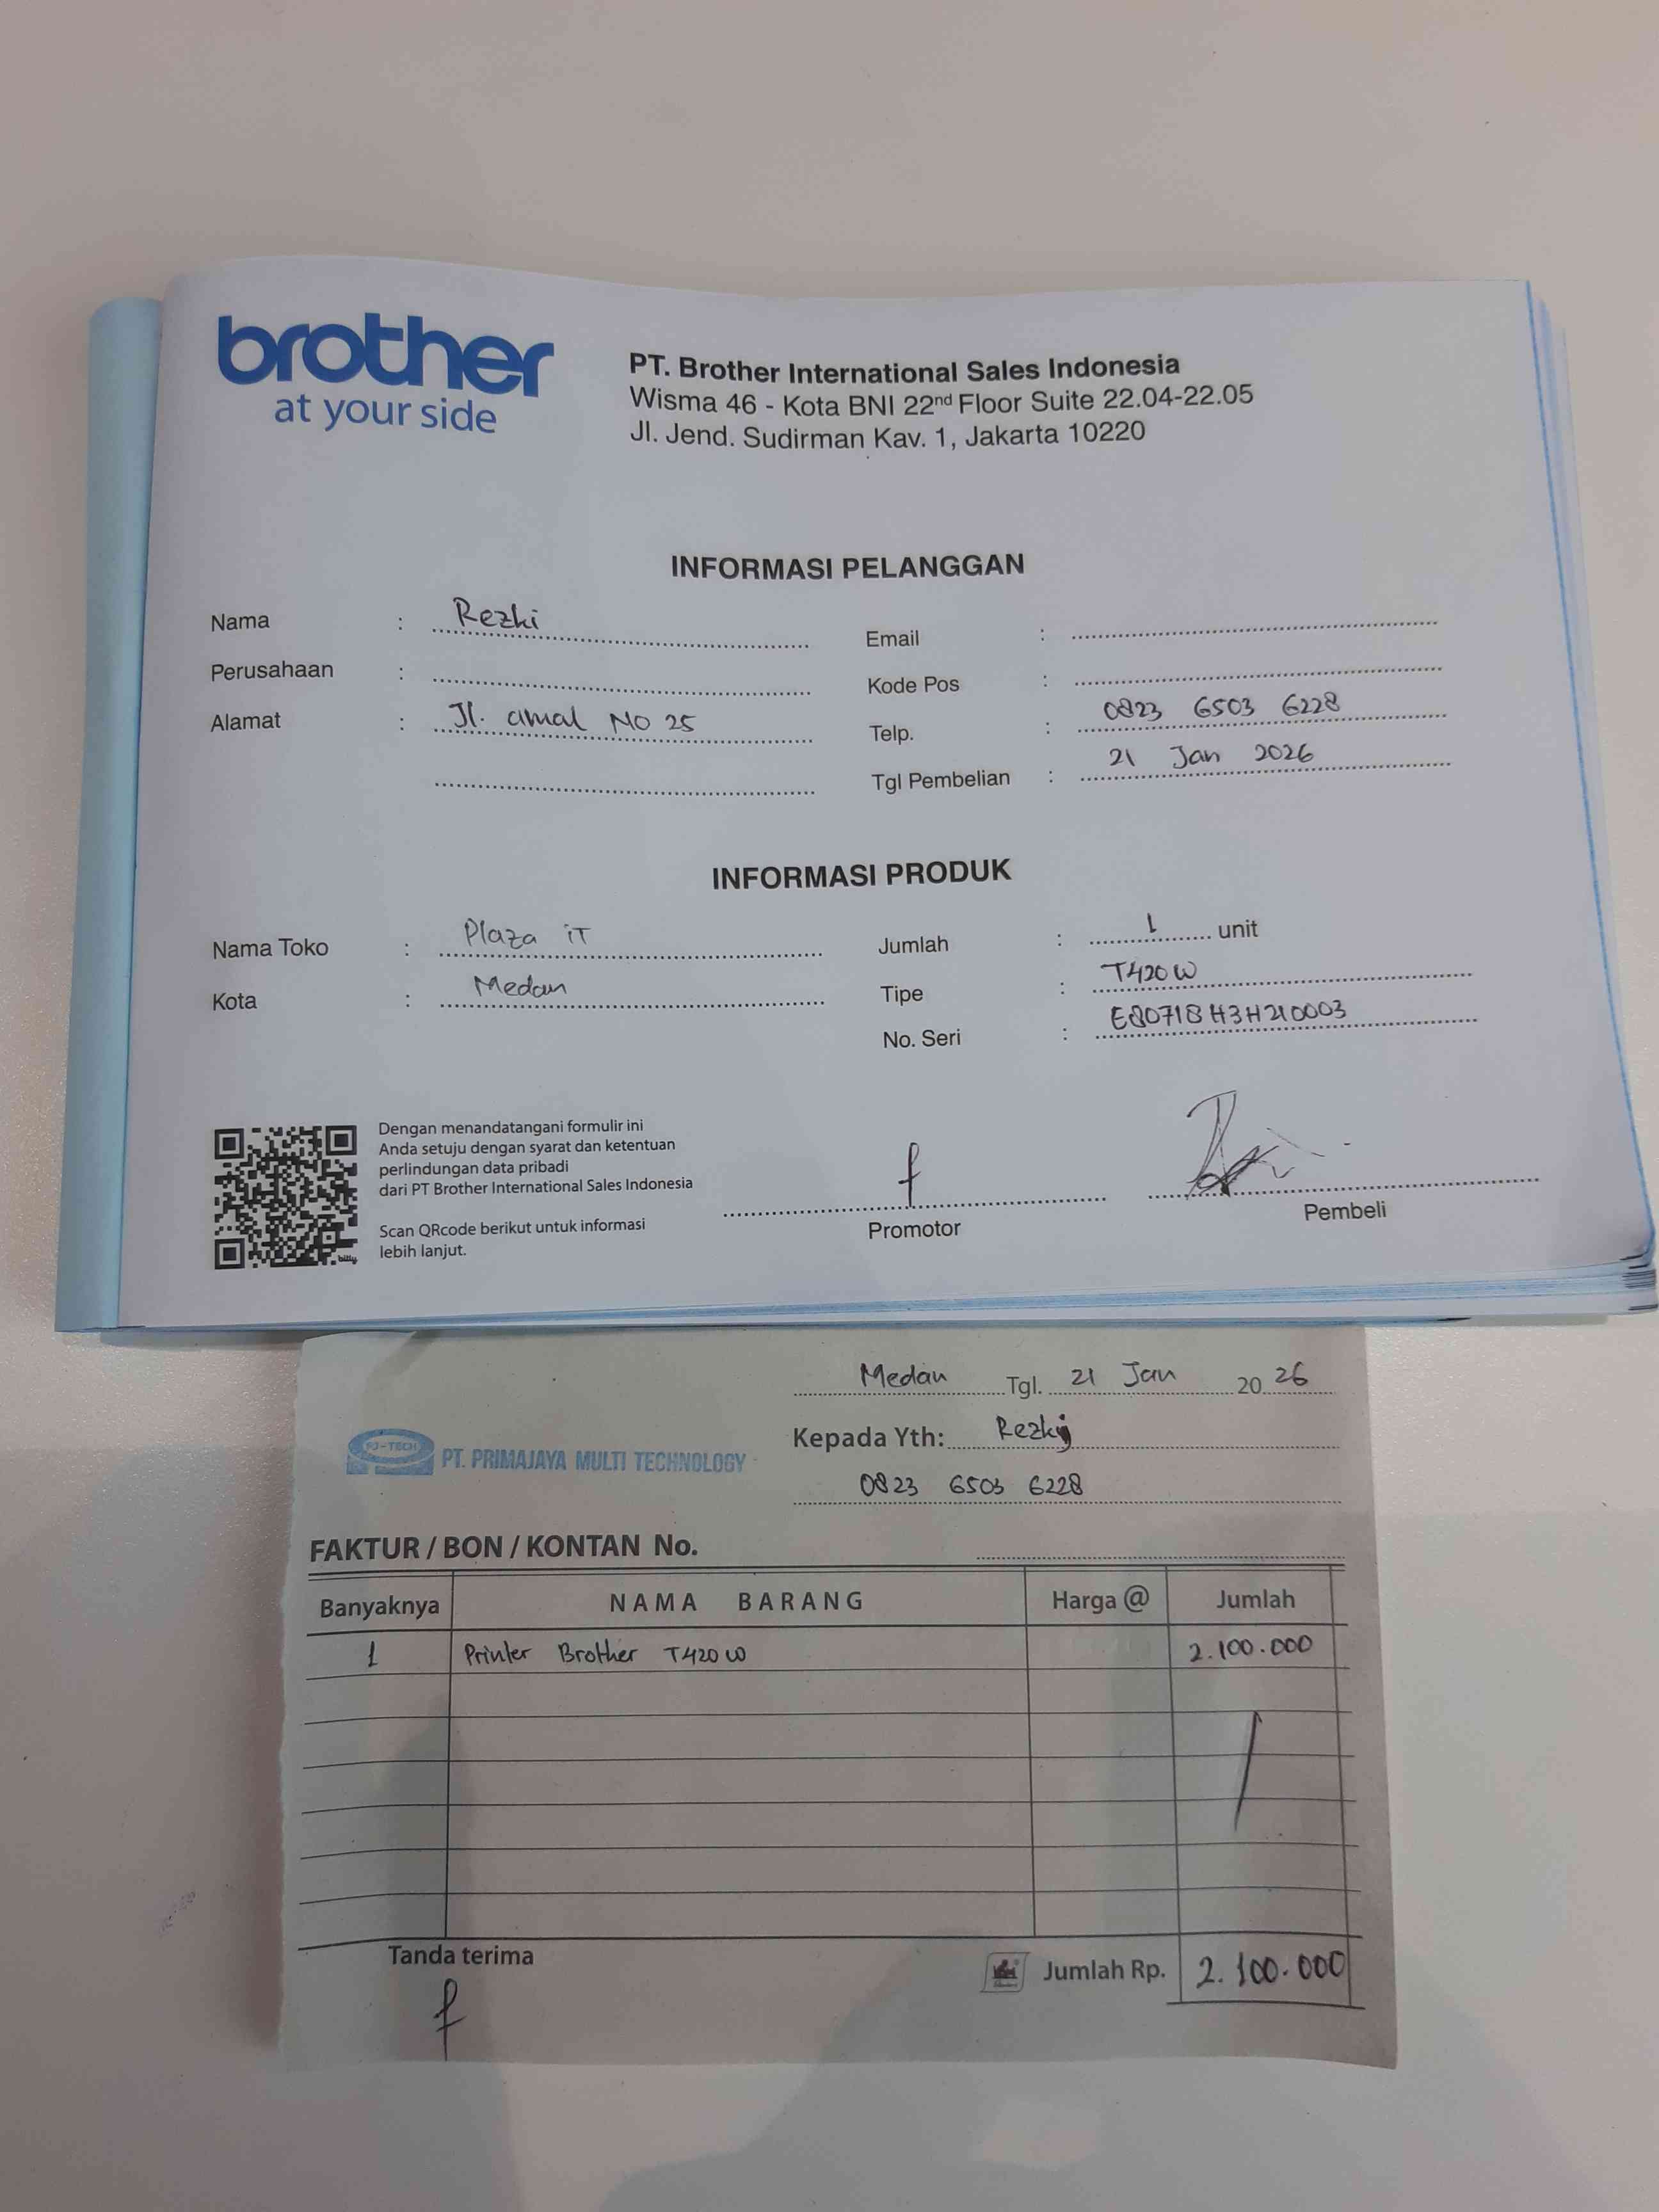 brother
at your side
PT. Brother International Sales Indonesia
Wisma 46 - Kota BNI 22nd Floor Suite 22.04-22.05
Jl. Jend. Sudirman Kav. 1, Jakarta 10220
INFORMASI PELANGGAN
Nama : Rezki
Perusahaan :
Alamat : Jl. amal NO 25
Email :
Kode Pos :
Telp. : 0823 6503 6228
Tgl Pembelian : 21 Jan 2026
INFORMASI PRODUK
Nama Toko : Plaza iT
Kota : Medan
Jumlah : 1 unit
Tipe : T420W
No. Seri : E80718H3H210003
Dengan menandatangani formulir ini
Anda setuju dengan syarat dan ketentuan
perlindungan data pribadi
dari PT Brother International Sales Indonesia
Scan QRcode berikut untuk informasi
lebih lanjut.
bitly
Promotor
Pembeli
Medan Tgl. 21 Jan 20 26
Kepada Yth: Rezki
0823 6503 6228
PJ-TECH PT. PRIMAJAYA MULTI TECHNOLOGY
FAKTUR / BON / KONTAN No.
Banyaknya NAMA BARANG Harga @ Jumlah
1 Printer Brother T420W 2.100.000
Tanda terima
Jumlah Rp. 2.100.000